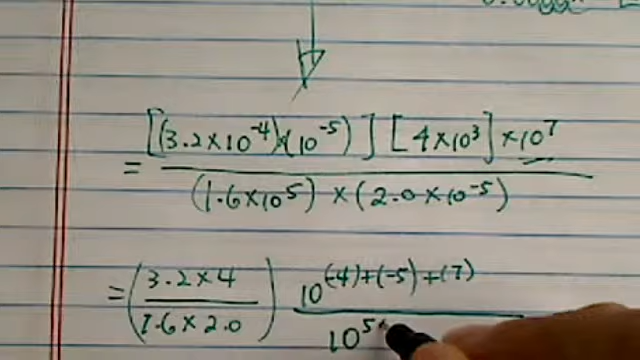 [(3.2×10⁻⁴)×(10⁻⁵)] [4×10³] ×10⁷
=
(1.6×10⁵) × (2.0×10⁻⁵)
=(3.2×4 / 1.6×2.0) 10^(-4)+(-5)+(7)
10⁵